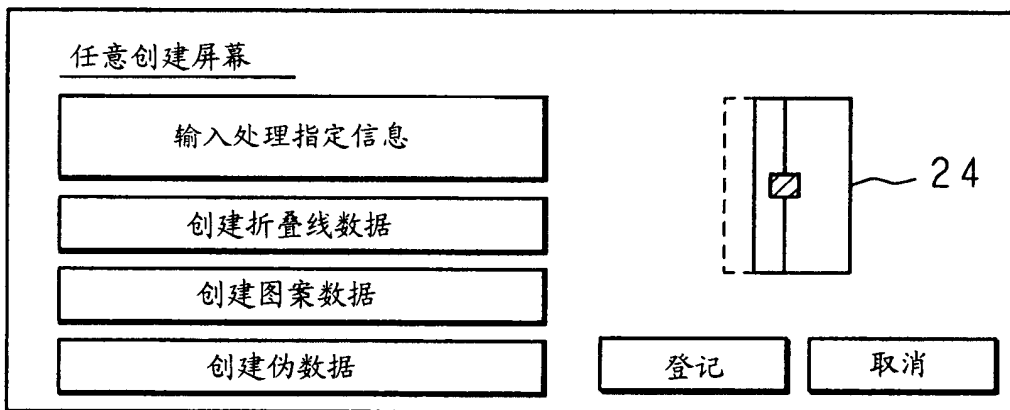 任意创建屏幕
输入处理指定信息
创建折叠线数据
创建图案数据
创建伪数据
24
登记
取消